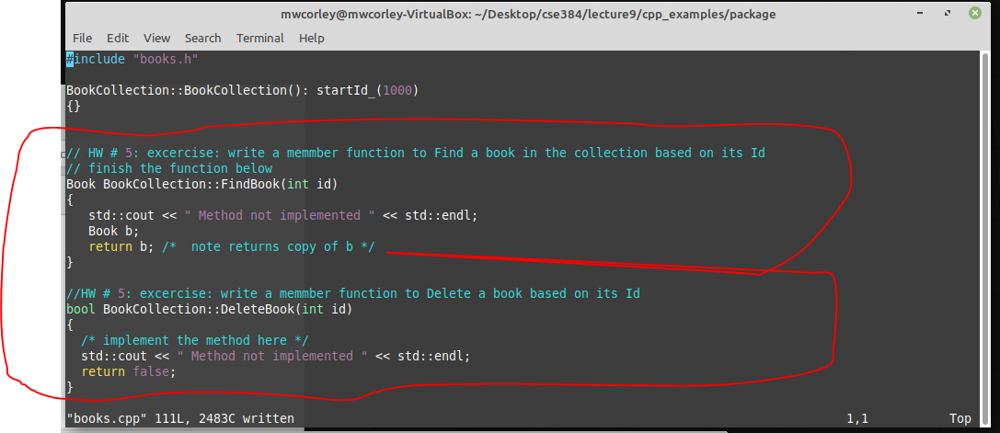 mwcorley@mwcorley-VirtualBox: ~/Desktop/cse384/lecture9/cpp_examples/package
File Edit View Search Terminal Help
#include "books.h"
BookCollection::BookCollection(): startId_(1000)
{}
// HW # 5: excercise: write a memmber function to Find a book in the collection based on its Id
// finish the function below
Book BookCollection::FindBook(int id)
{
std::cout << " Method not implemented " << std::endl;
Book b;
return b; /* note returns copy of b */
}
//HW # 5: excercise: write a memmber function to Delete a book based on its Id
bool BookCollection::DeleteBook(int id)
{
/* implement the method here */
std::cout << " Method not implemented " << std::endl;
return false;
}
"books.cpp" 111L, 2483C written 1,1 Top